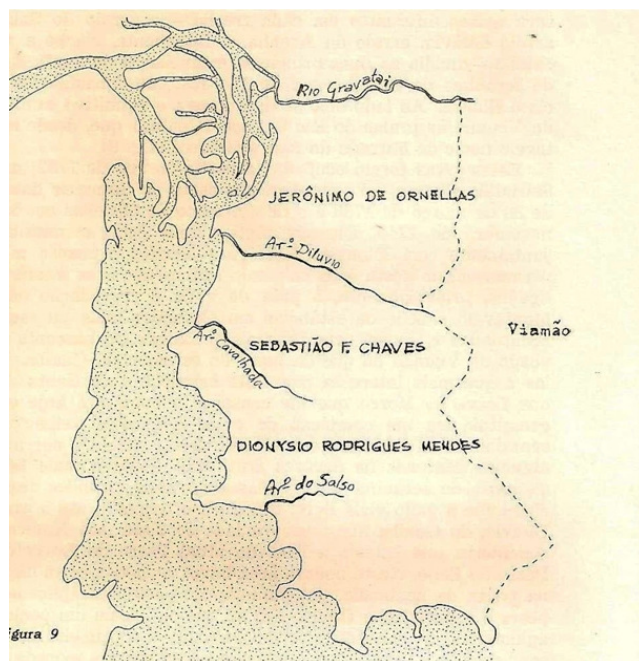 Rio Gravatai
JERÔNIMO DE ORNELLAS
Arº Diluvio
Viamão
SEBASTIÃO F. CHAVES
Arº Cavalhada
DIONYSIO RODRIGUES MENDES
Arº do Salso
igura 9